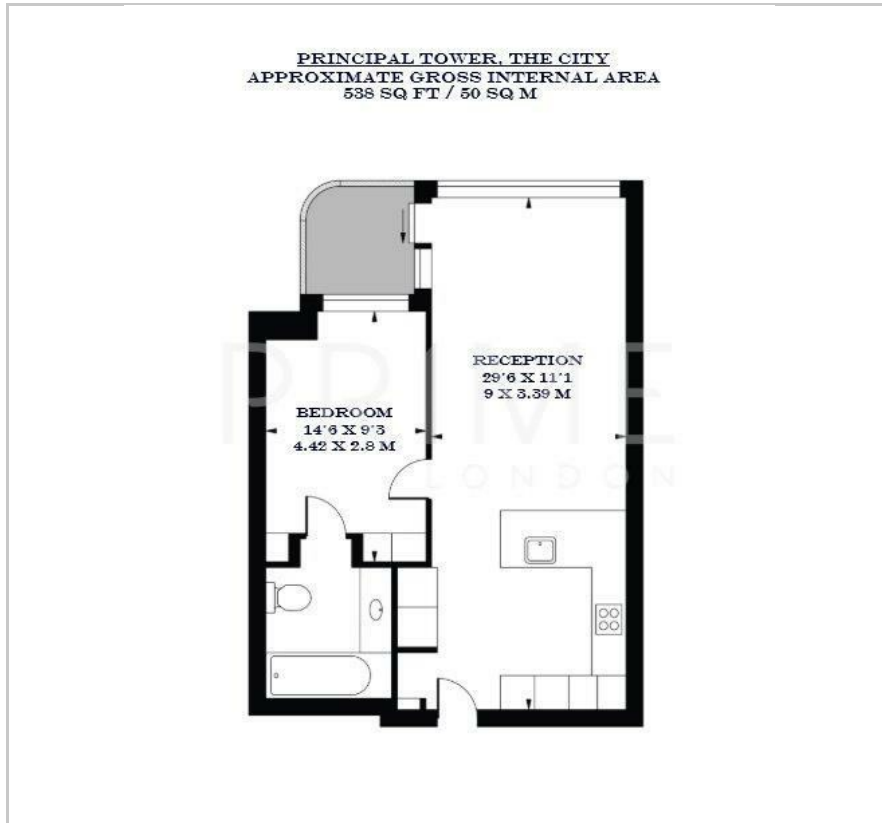 PRINCIPAL TOWER, THE CITY
APPROXIMATE GROSS INTERNAL AREA
538 SQ FT / 50 SQ M
RECEPTION
29'6 X 11'1
9 X 3.39 M
BEDROOM
14'6 X 9'3
4.42 X 2.8 M
PRIME
LONDON